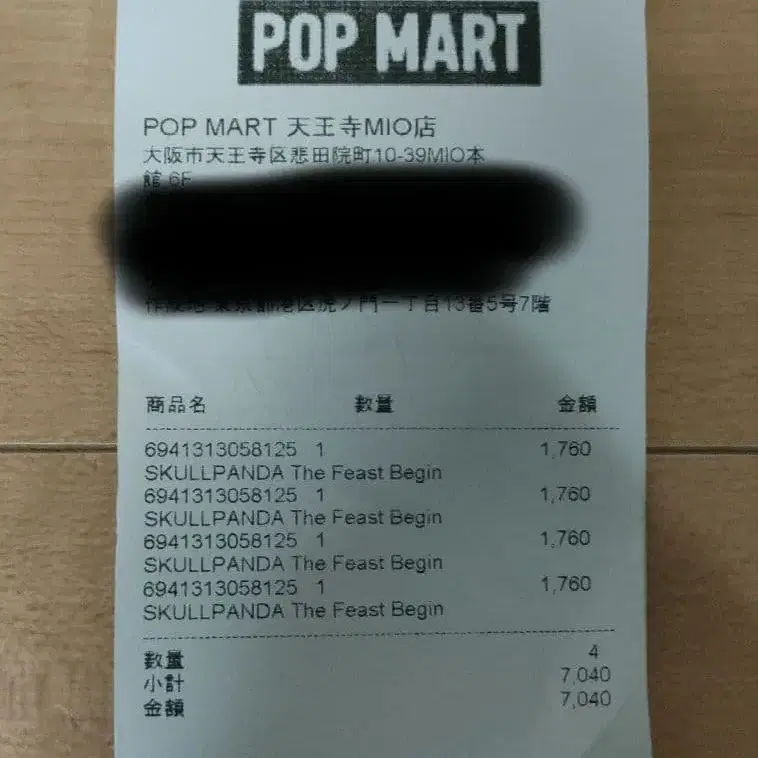 POP MART
POP MART 天王寺MIO店
大阪市天王寺区悲田院町10-39MIO本
館 6F
東京都港区虎ノ門一丁目13番5号7階
商品名 数量 金額
6941313058125 1 1,760
SKULLPANDA The Feast Begin
6941313058125 1 1,760
SKULLPANDA The Feast Begin
6941313058125 1 1,760
SKULLPANDA The Feast Begin
6941313058125 1 1,760
SKULLPANDA The Feast Begin
数量 4
小計 7,040
金額 7,040